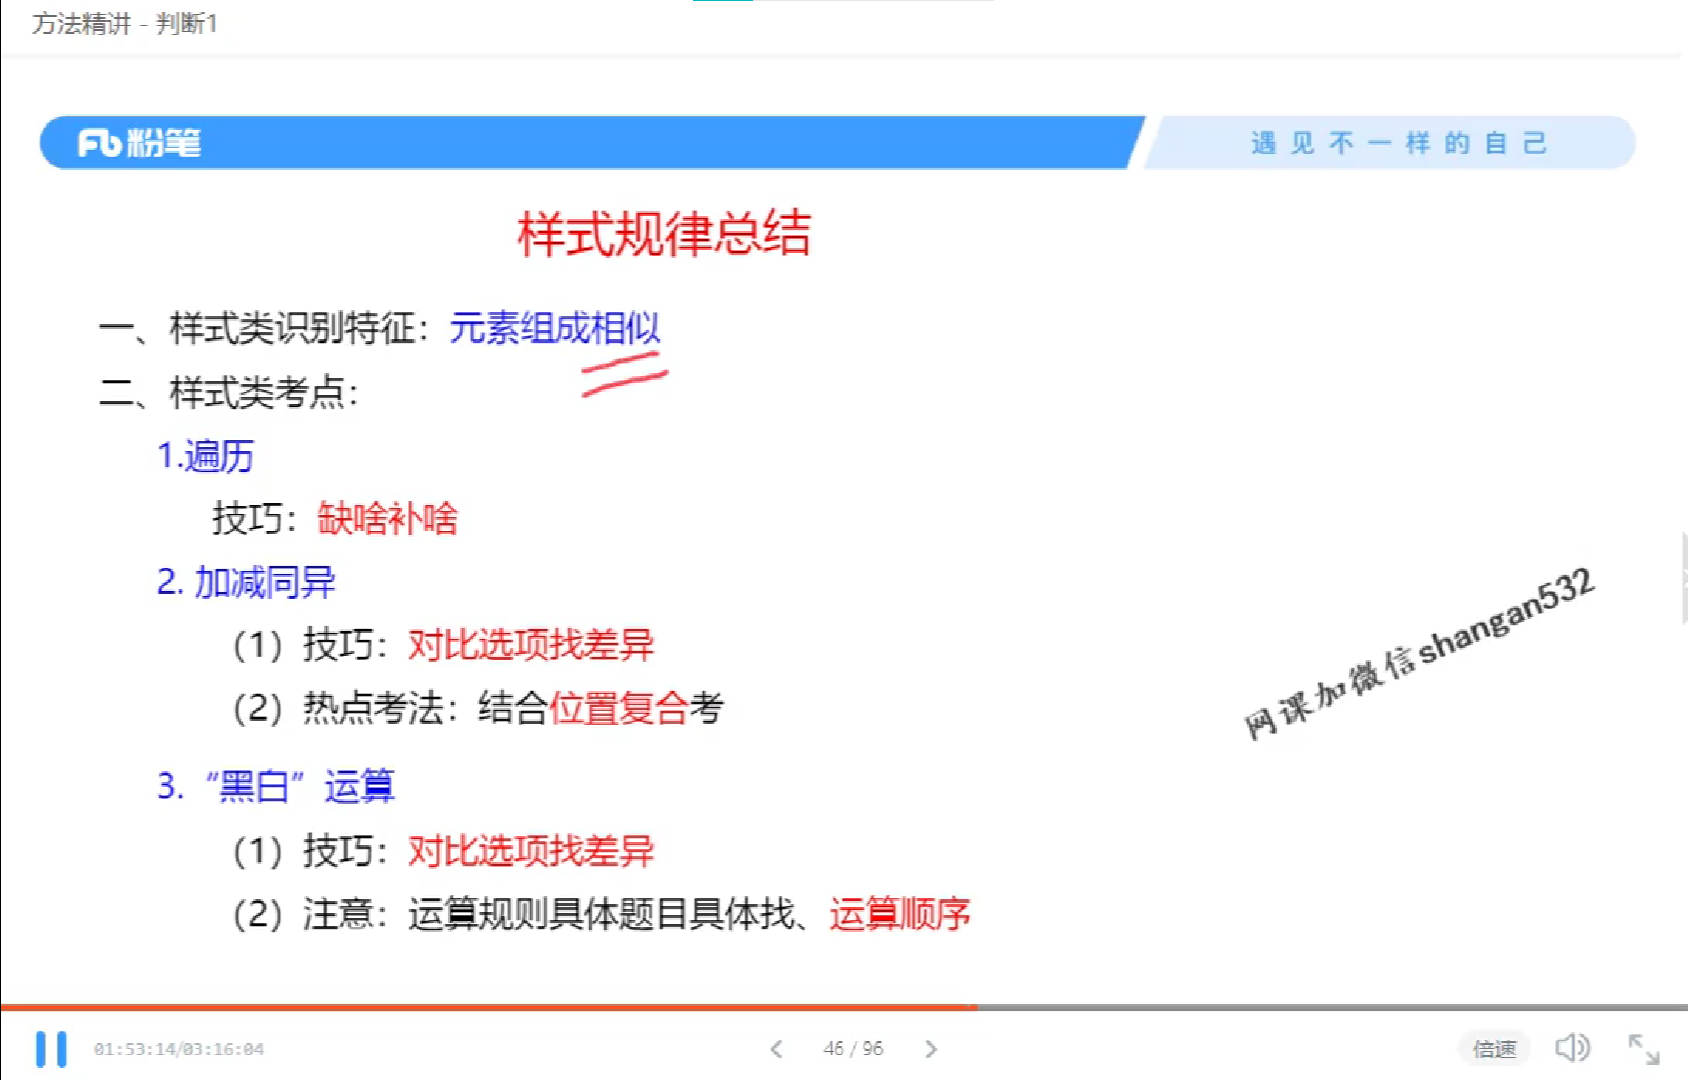 方法精讲 - 判断1
Fb粉笔
遇见不一样的自己
样式规律总结
一、样式类识别特征：元素组成相似
二、样式类考点：
1.遍历
技巧：缺啥补啥
2. 加减同异
（1）技巧：对比选项找差异
（2）热点考法：结合位置复合考
3. “黑白”运算
（1）技巧：对比选项找差异
（2）注意：运算规则具体题目具体找、运算顺序
网课加微信shangan532
01:53:14/03:16:04
46 / 96
倍速